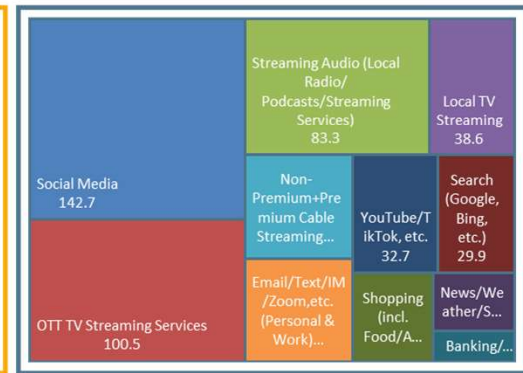 Social Media
142.7
OTT TV Streaming Services
100.5
Streaming Audio (Local
Radio/
Podcasts/Streaming
Services)
83.3
Local TV
Streaming
38.6
Non-
Premium+Pre
mium Cable
Streaming...
YouTube/T
ikTok, etc.
32.7
Search
(Google,
Bing,
etc.)
29.9
Email/Text/IM
/Zoom,etc.
(Personal &
Work)...
Shopping
(incl.
Food/A...
News/We
ather/S...
Banking/...